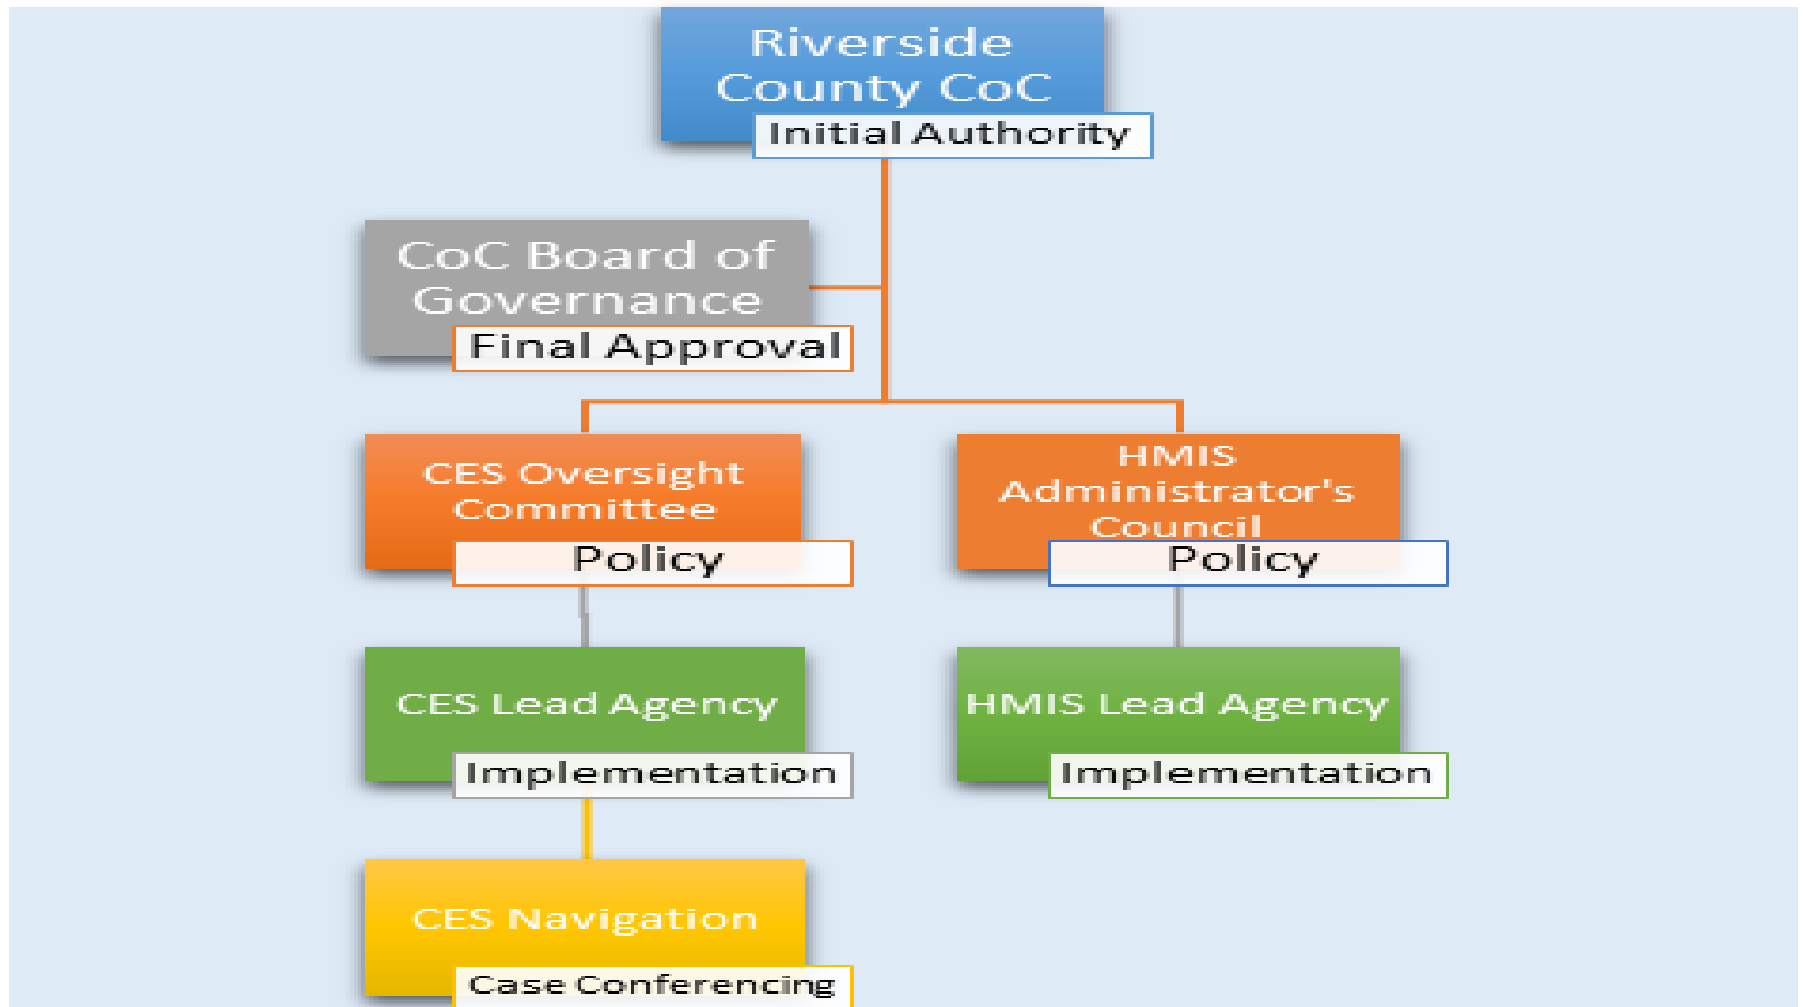 Riverside
County CoC
Initial Authority
CoC Board of
Governance
Final Approval
CES Oversight
Committee
Policy
HMIS
Administrator's
Council
Policy
CES Lead Agency
Implementation
HMIS Lead Agency
Implementation
CES Navigation
Case Conferencing